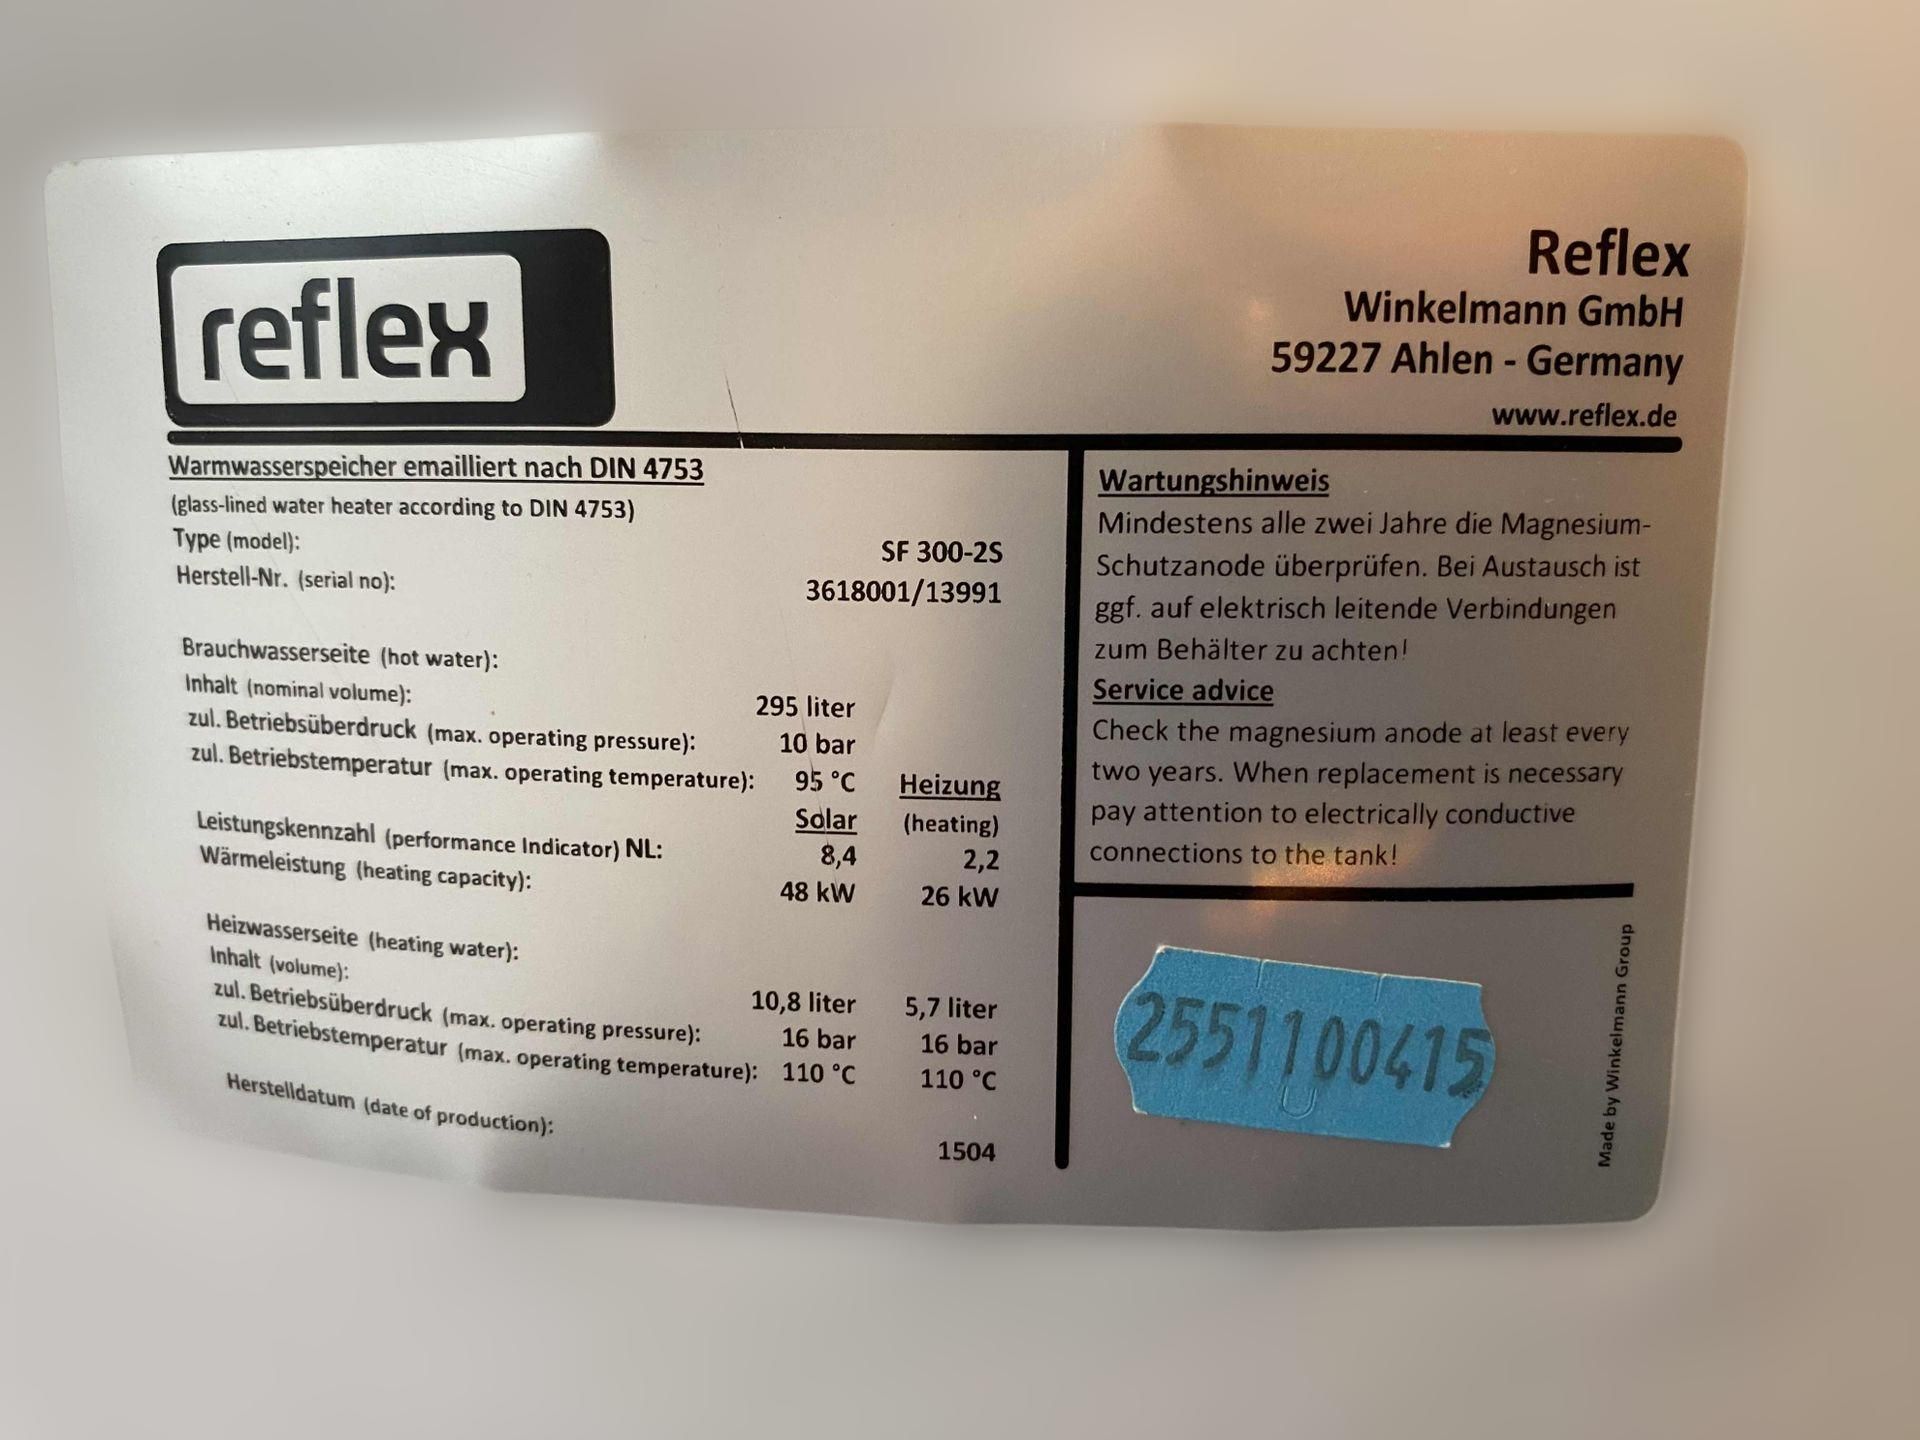 reflex
Reflex
Winkelmann GmbH
59227 Ahlen - Germany
www.reflex.de
Warmwasserspeicher emailliert nach DIN 4753
(glass-lined water heater according to DIN 4753)
Type (model): SF 300-2S
Herstell-Nr. (serial no): 3618001/13991
Brauchwasserseite (hot water):
Inhalt (nominal volume): 295 liter
zul. Betriebsüberdruck (max. operating pressure): 10 bar
zul. Betriebstemperatur (max. operating temperature): 95 °C Heizung
Solar (heating)
Leistungskennzahl (performance Indicator) NL: 8,4 2,2
Wärmeleistung (heating capacity): 48 kW 26 kW
Heizwasserseite (heating water):
Inhalt (volume): 10,8 liter 5,7 liter
zul. Betriebsüberdruck (max. operating pressure): 16 bar 16 bar
zul. Betriebstemperatur (max. operating temperature): 110 °C 110 °C
Herstelldatum (date of production): 1504
Wartungshinweis
Mindestens alle zwei Jahre die Magnesium-
Schutzanode überprüfen. Bei Austausch ist
ggf. auf elektrisch leitende Verbindungen
zum Behälter zu achten!
Service advice
Check the magnesium anode at least every
two years. When replacement is necessary
pay attention to electrically conductive
connections to the tank!
2551100415
Made by Winkelmann Group